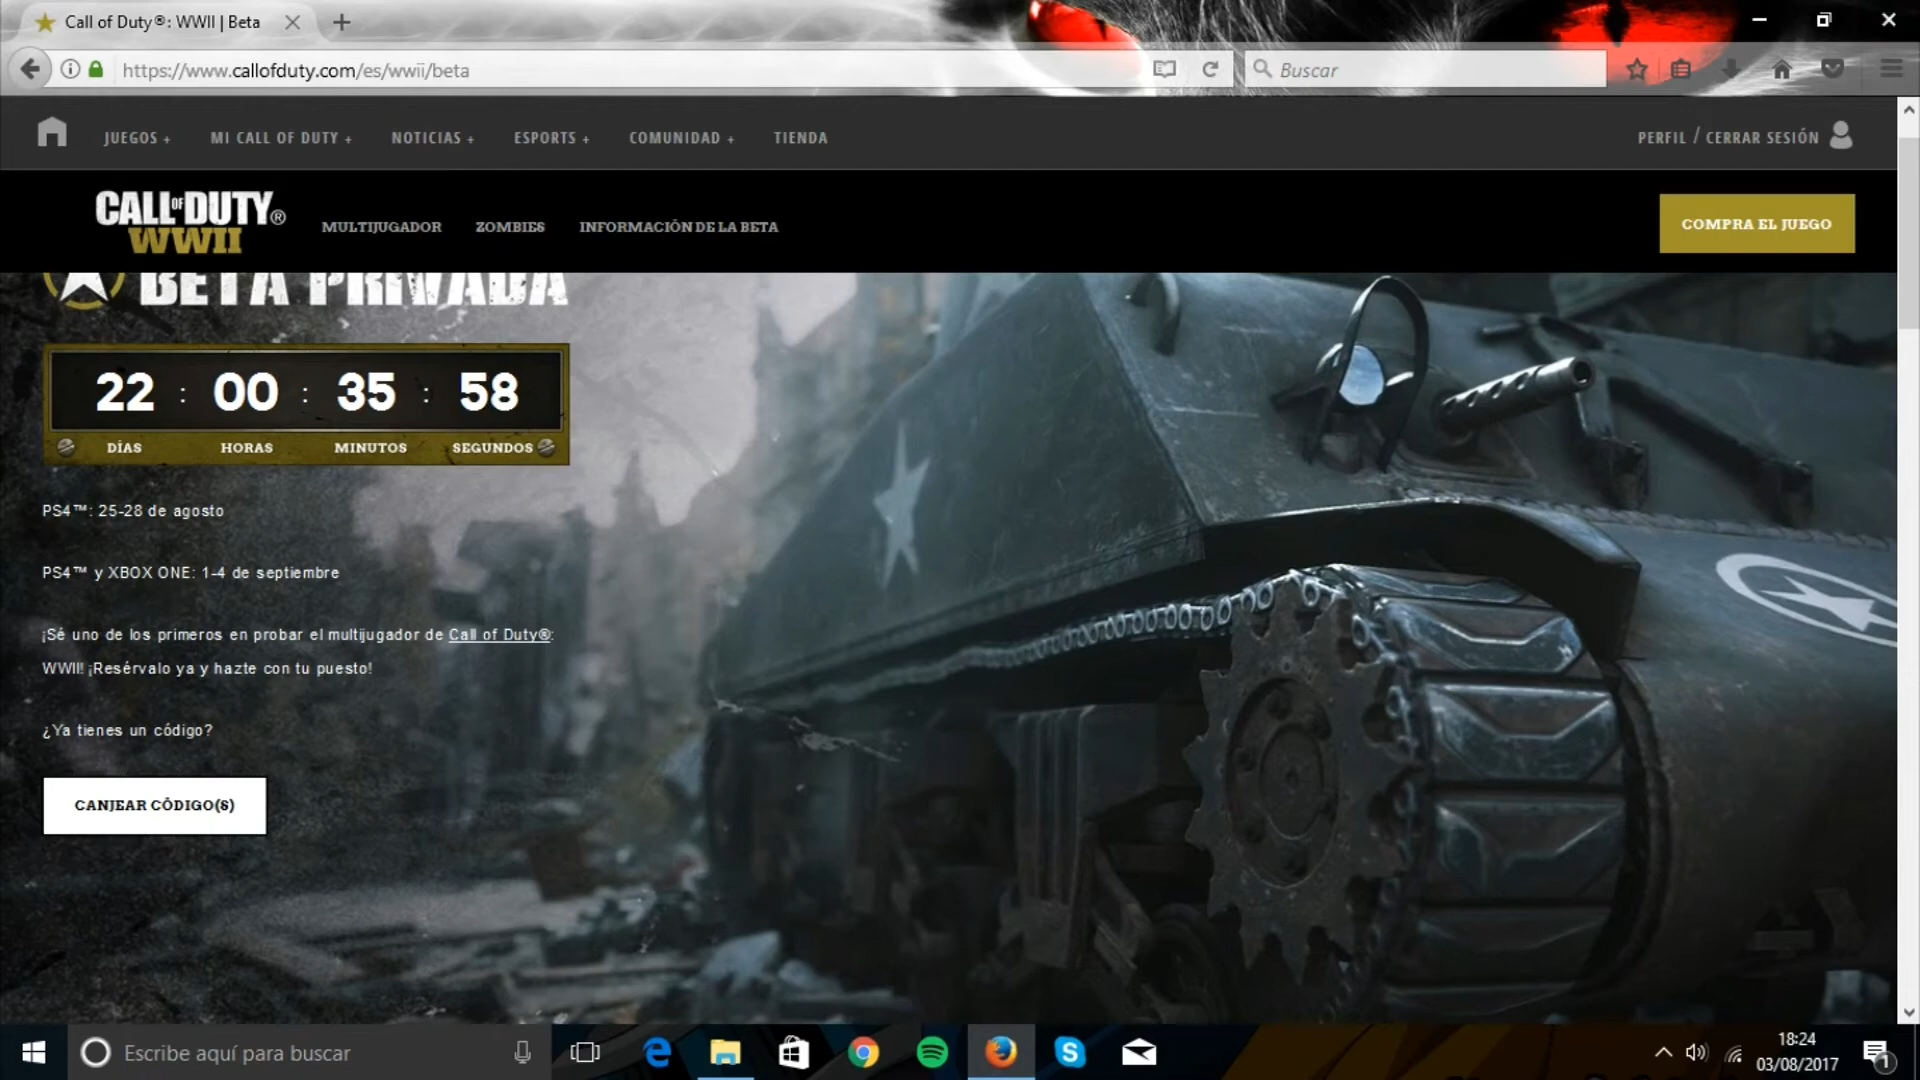 Call of Duty®: WWII | Beta
https://www.callofduty.com/es/wwii/beta
Buscar
JUEGOS +
MI CALL OF DUTY +
NOTICIAS +
ESPORTS +
COMUNIDAD +
TIENDA
PERFIL / CERRAR SESIÓN
CALL OF DUTY®
WWII
MULTIJUGADOR
ZOMBIES
INFORMACIÓN DE LA BETA
COMPRA EL JUEGO
BETA PRIVADA
22 : 00 : 35 : 58
DÍAS HORAS MINUTOS SEGUNDOS
PS4™: 25-28 de agosto
PS4™ y XBOX ONE: 1-4 de septiembre
¡Sé uno de los primeros en probar el multijugador de Call of Duty®:
WWII! ¡Resérvalo ya y hazte con tu puesto!
¿Ya tienes un código?
CANJEAR CÓDIGO(S)
Escribe aquí para buscar
18:24
03/08/2017
1